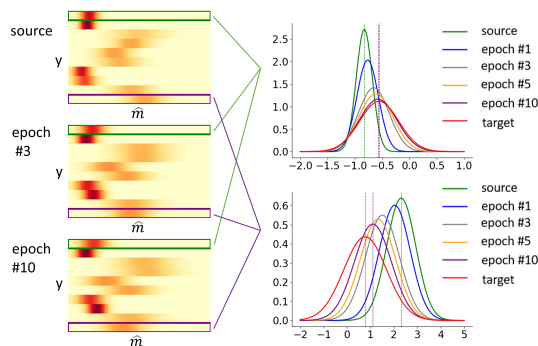 source
y
m̂
epoch
#3
y
m̂
epoch
#10
y
m̂
2.5
2.0
1.5
1.0
0.5
0.0
−2.0 −1.5 −1.0 −0.5 0.0 0.5 1.0
source
epoch #1
epoch #3
epoch #5
epoch #10
target
0.6
0.5
0.4
0.3
0.2
0.1
0.0
−2 −1 0 1 2 3 4 5
source
epoch #1
epoch #3
epoch #5
epoch #10
target